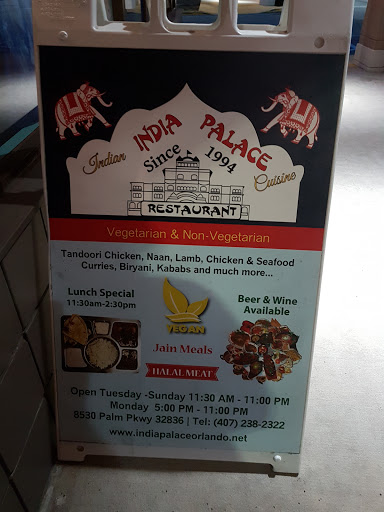 INDIA PALACE
Since 1994
Indian Cuisine
RESTAURANT
Vegetarian & Non-Vegetarian
Tandoori Chicken, Naan, Lamb, Chicken & Seafood
Curries, Biryani, Kababs and much more...
Lunch Special
11:30am-2:30pm
VEGAN
Beer & Wine
Available
Jain Meals
HALAL MEAT
Open Tuesday -Sunday 11:30 AM - 11:00 PM
Monday 5:00 PM - 11:00 PM
8530 Palm Pkwy 32836 | Tel: (407) 238-2322
www.indiapalaceorlando.net